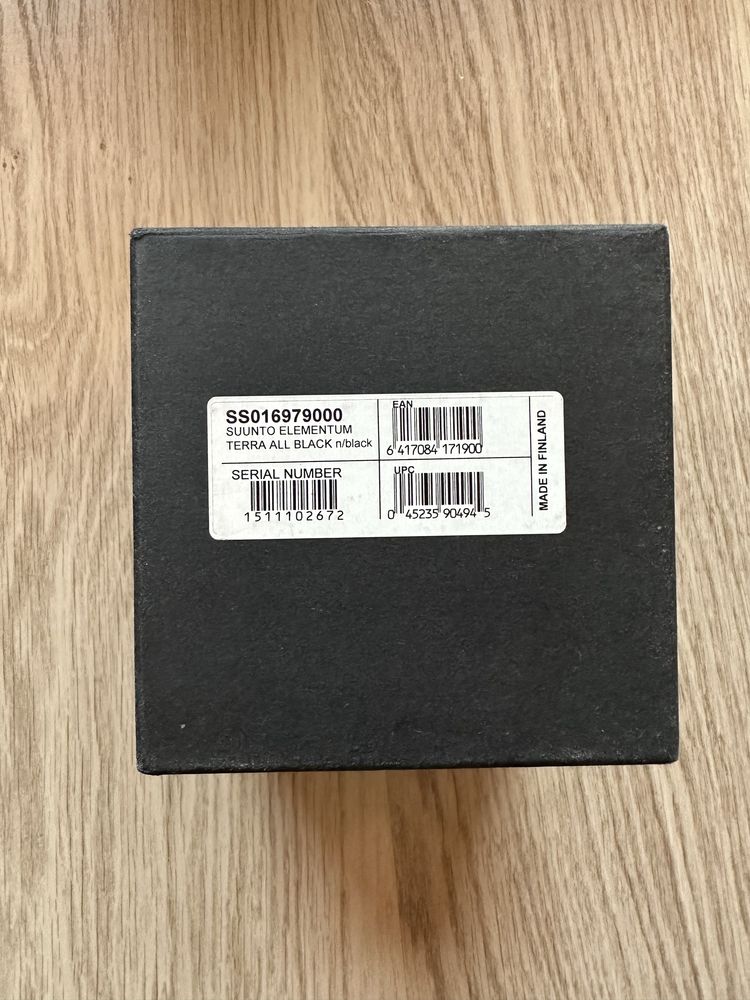 SS016979000
SUUNTO ELEMENTUM
TERRA ALL BLACK n/black
SERIAL NUMBER
1511102672
EAN
6 417084 171900
UPC
0 45235 90494 5
MADE IN FINLAND